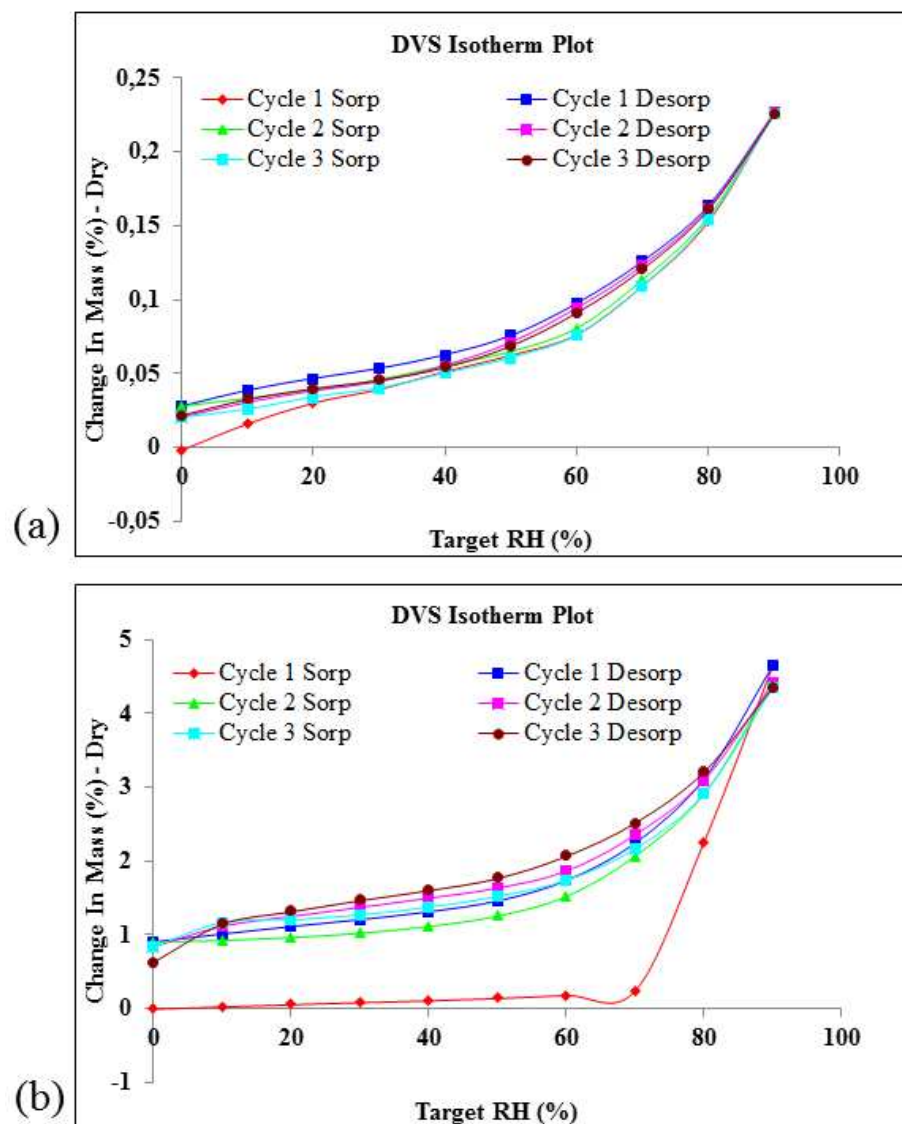 DVS Isotherm Plot
0,25
Cycle 1 Sorp Cycle 1 Desorp
0,2
Cycle 2 Sorp Cycle 2 Desorp
Cycle 3 Sorp Cycle 3 Desorp
0,15
0,1
0,05
0
0 20 40 60 80 100
-0,05
Change In Mass (%) - Dry
Target RH (%)
(a)
DVS Isotherm Plot
5
Cycle 1 Sorp Cycle 1 Desorp
Cycle 2 Sorp Cycle 2 Desorp
4
Cycle 3 Sorp Cycle 3 Desorp
3
2
1
0
0 20 40 60 80 100
-1
Change In Mass (%) - Dry
Target RH (%)
(b)